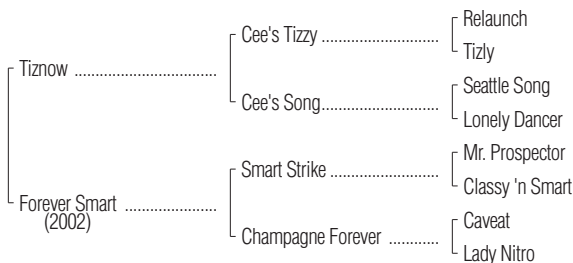 Relaunch
Cee's Tizzy ..............................
Tizly
Tiznow ....................................
Seattle Song
Cee's Song..............................
Lonely Dancer
Mr. Prospector
Smart Strike ............................
Classy 'n Smart
Forever Smart .......................
(2002)
Caveat
Champagne Forever .............
Lady Nitro